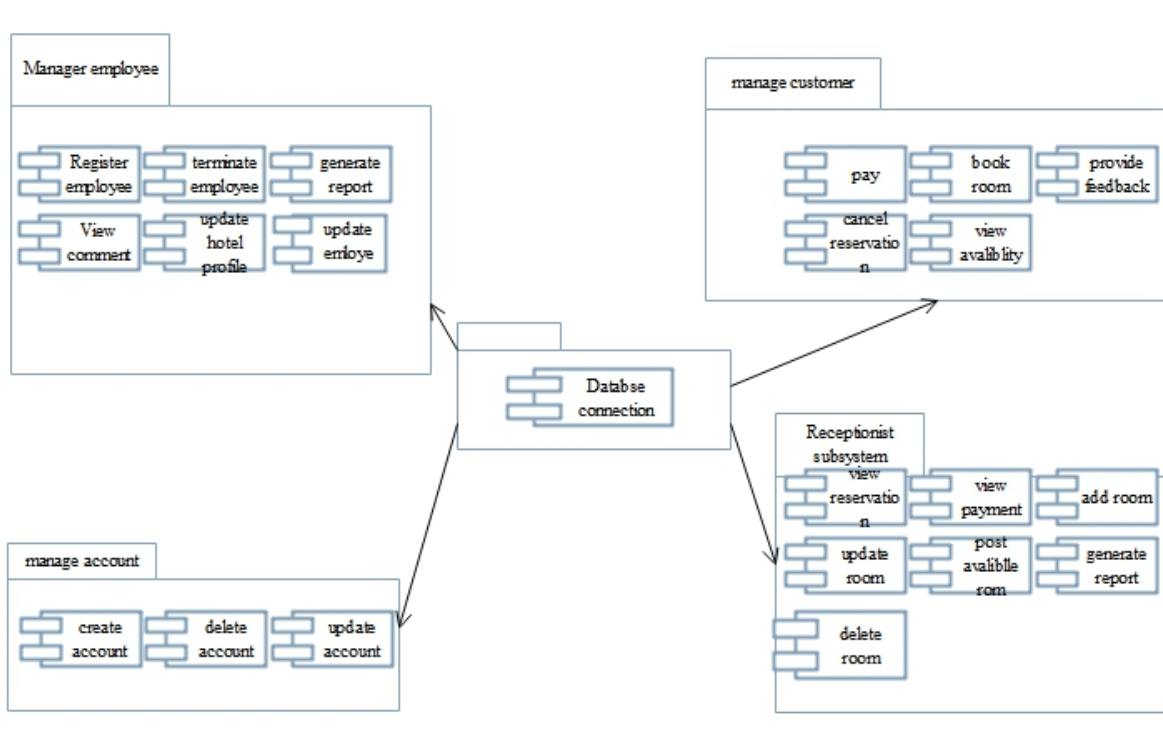 Manager employee
Register
employee
terminate
employee
generate
report
View
comment
update
hotel
profile
update
emloye
manage customer
pay
book
room
provide
feedback
cancel
reservatio
n
view
avaliblity
Databse
connection
Receptionist
subsystem
view
reservatio
n
view
payment
add room
update
room
post
avaliblle
rom
generate
report
delete
room
manage account
create
account
delete
account
update
account